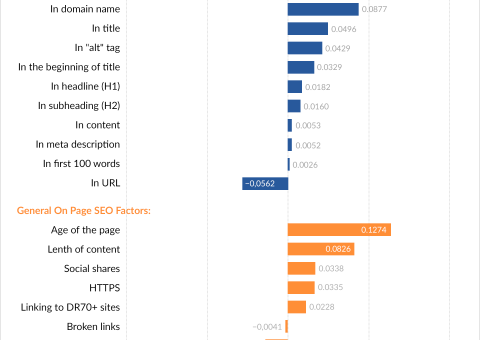 In domain name 0.0877
In title 0.0496
In "alt" tag 0.0429
In the beginning of title 0.0329
In headline (H1) 0.0182
In subheading (H2) 0.0160
In content 0.0053
In meta description 0.0052
In first 100 words 0.0026
In URL −0,0562
General On Page SEO Factors:
Age of the page 0.1274
Lenth of content 0.0826
Social shares 0.0338
HTTPS 0.0335
Linking to DR70+ sites 0.0228
Broken links −0,0041